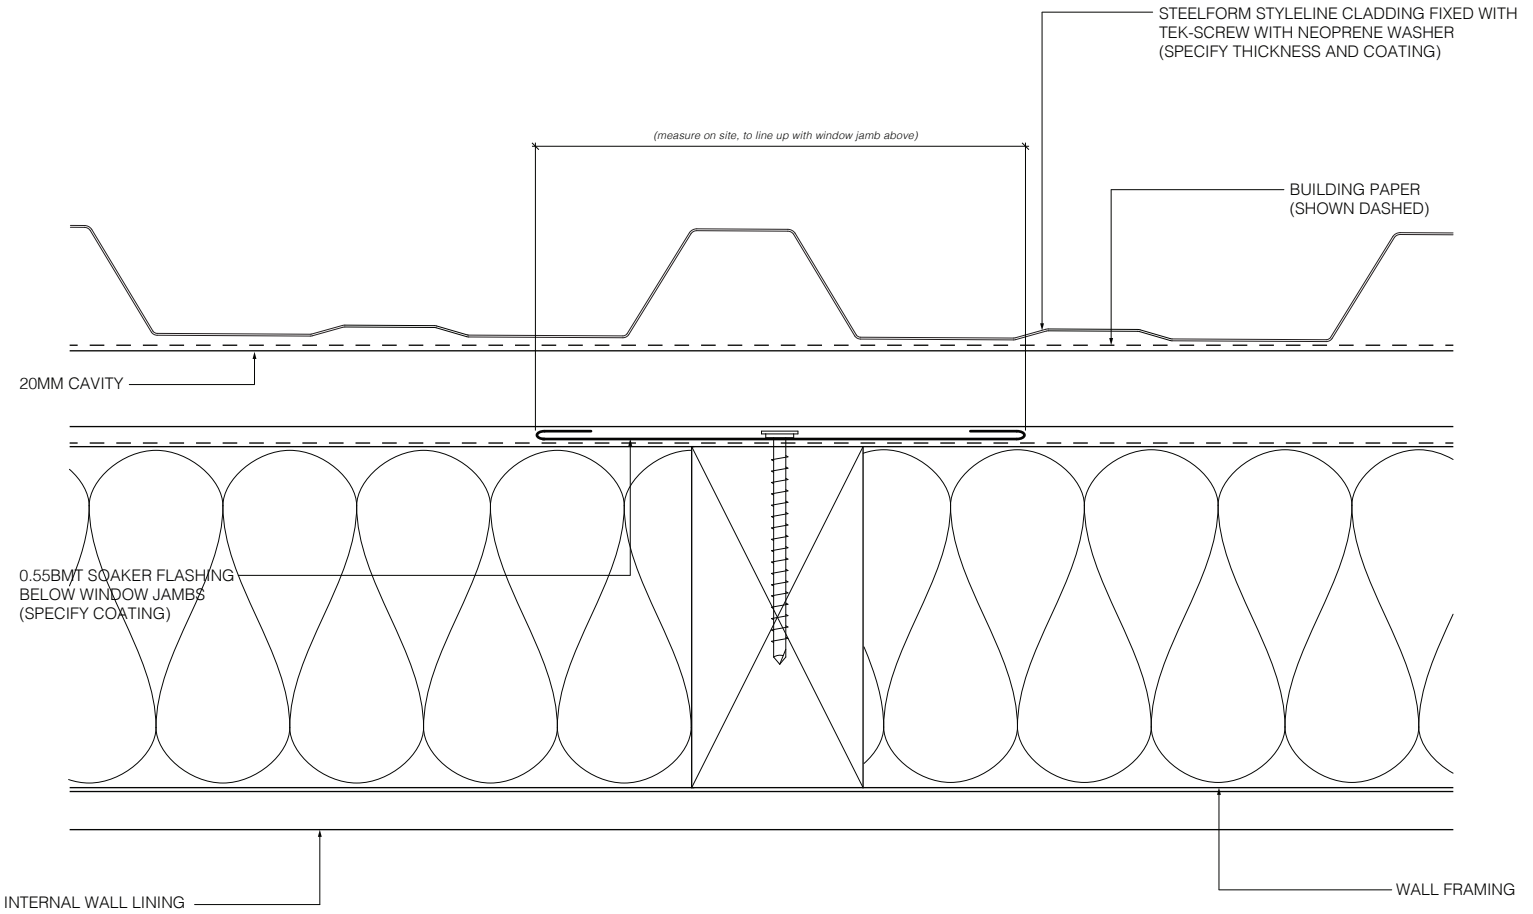 STEELFORM STYLELINE CLADDING FIXED WITH
TEK-SCREW WITH NEOPRENE WASHER
(SPECIFY THICKNESS AND COATING)
(measure on site, to line up with window jamb above)
BUILDING PAPER
(SHOWN DASHED)
20MM CAVITY
0.55BMT SOAKER FLASHING
BELOW WINDOW JAMBS
(SPECIFY COATING)
WALL FRAMING
INTERNAL WALL LINING